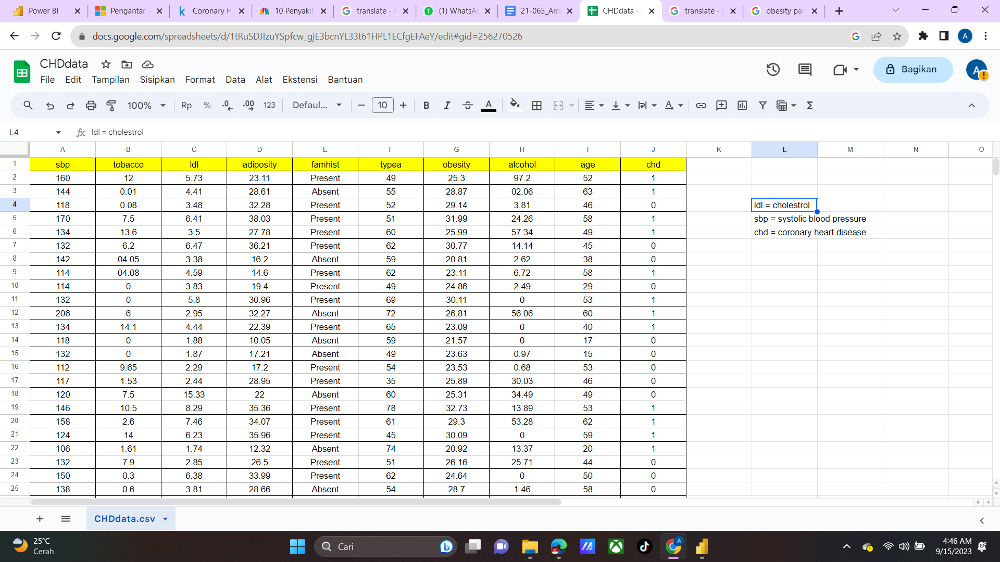 Power BI
Pengantar -
Coronary H
10 Penyakit
translate -
(1) WhatsA
21-065_Am
CHDdata -
translate -
obesity par
docs.google.com/spreadsheets/d/1tRuSDJIzuYSpfcw_gjE3bcnYL33t61HPL1ECfgEFAeY/edit#gid=256270526
A
CHDdata
File Edit Tampilan Sisipkan Format Data Alat Ekstensi Bantuan
Bagikan
A
100% Rp % .0 .00 123 Defaul... 10 B I A
L4 fx ldl = cholestrol
A B C D E F G H I J K L M N O
1 sbp tobacco ldl adiposity famhist typea obesity alcohol age chd
2 160 12 5.73 23.11 Present 49 25.3 97.2 52 1
3 144 0.01 4.41 28.61 Absent 55 28.87 02.06 63 1
4 118 0.08 3.48 32.28 Present 52 29.14 3.81 46 0 ldl = cholestrol
5 170 7.5 6.41 38.03 Present 51 31.99 24.26 58 1 sbp = systolic blood pressure
6 134 13.6 3.5 27.78 Present 60 25.99 57.34 49 1 chd = coronary heart disease
7 132 6.2 6.47 36.21 Present 62 30.77 14.14 45 0
8 142 04.05 3.38 16.2 Absent 59 20.81 2.62 38 0
9 114 04.08 4.59 14.6 Present 62 23.11 6.72 58 1
10 114 0 3.83 19.4 Present 49 24.86 2.49 29 0
11 132 0 5.8 30.96 Present 69 30.11 0 53 1
12 206 6 2.95 32.27 Absent 72 26.81 56.06 60 1
13 134 14.1 4.44 22.39 Present 65 23.09 0 40 1
14 118 0 1.88 10.05 Absent 59 21.57 0 17 0
15 132 0 1.87 17.21 Absent 49 23.63 0.97 15 0
16 112 9.65 2.29 17.2 Present 54 23.53 0.68 53 0
17 117 1.53 2.44 28.95 Present 35 25.89 30.03 46 0
18 120 7.5 15.33 22 Absent 60 25.31 34.49 49 0
19 146 10.5 8.29 35.36 Present 78 32.73 13.89 53 1
20 158 2.6 7.46 34.07 Present 61 29.3 53.28 62 1
21 124 14 6.23 35.96 Present 45 30.09 0 59 1
22 106 1.61 1.74 12.32 Absent 74 20.92 13.37 20 1
23 132 7.9 2.85 26.5 Present 51 26.16 25.71 44 0
24 150 0.3 6.38 33.99 Present 62 24.64 0 50 0
25 138 0.6 3.81 28.66 Absent 54 28.7 1.46 58 0
CHDdata.csv
25°C
Cerah
Cari
4:46 AM
9/15/2023